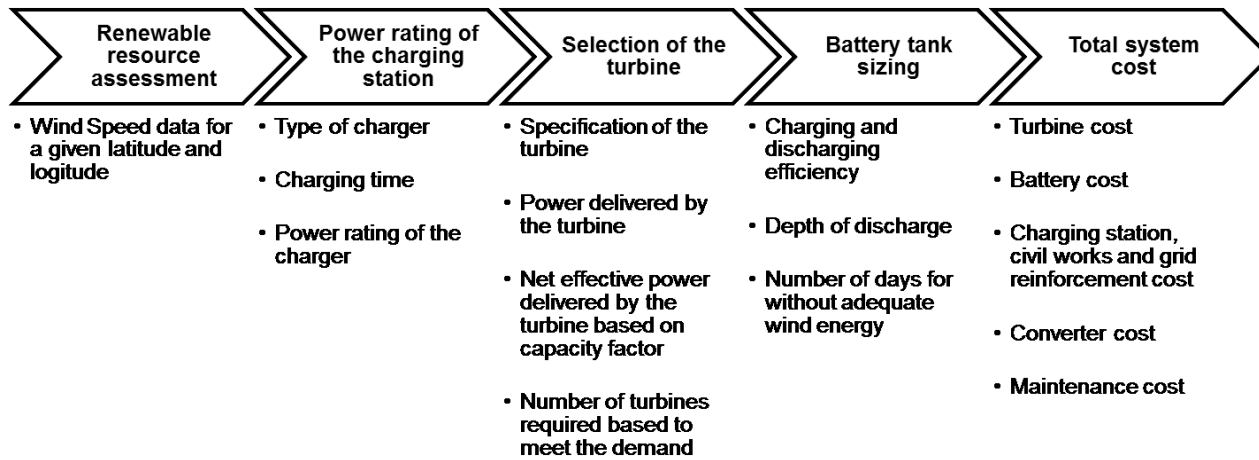 Renewable
resource
assessment
Power rating of
the charging
station
Selection of the
turbine
Battery tank
sizing
Total system
cost
• Wind Speed data for
a given latitude and
logitude
• Type of charger
• Charging time
• Power rating of the
charger
• Specification of the
turbine
• Power delivered by
the turbine
• Net effective power
delivered by the
turbine based on
capacity factor
• Number of turbines
required based to
meet the demand
• Charging and
discharging
efficiency
• Depth of discharge
• Number of days for
without adequate
wind energy
• Turbine cost
• Battery cost
• Charging station,
civil works and grid
reinforcement cost
• Converter cost
• Maintenance cost